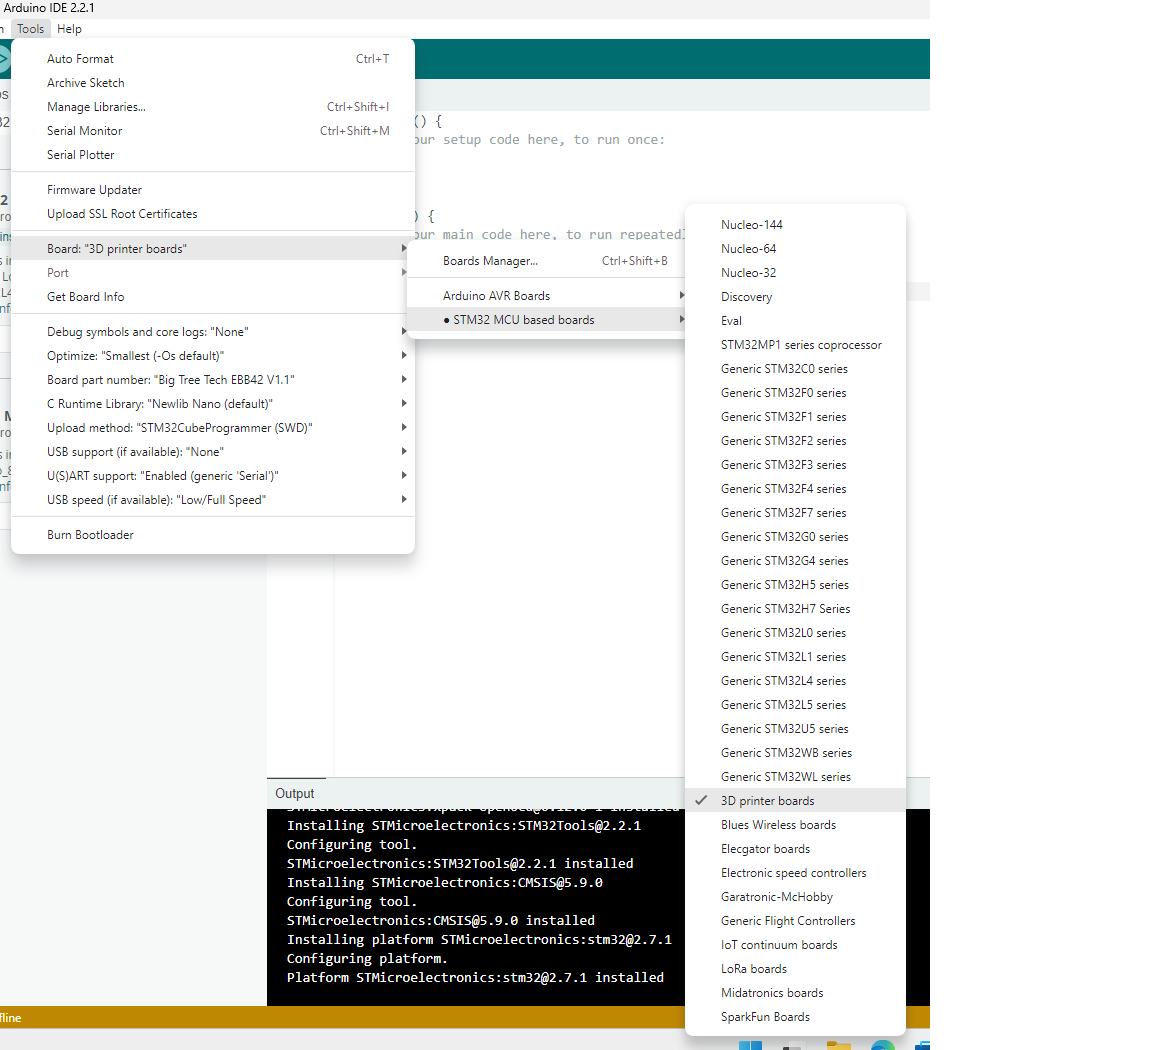 Arduino IDE 2.2.1
Tools Help
Auto Format Ctrl+T
Archive Sketch
Manage Libraries... Ctrl+Shift+I
Serial Monitor Ctrl+Shift+M
Serial Plotter
Firmware Updater
Upload SSL Root Certificates
Board: "3D printer boards"
Port
Get Board Info
Debug symbols and core logs: "None"
Optimize: "Smallest (-Os default)"
Board part number: "Big Tree Tech EBB42 V1.1"
C Runtime Library: "Newlib Nano (default)"
Upload method: "STM32CubeProgrammer (SWD)"
USB support (if available): "None"
U(S)ART support: "Enabled (generic 'Serial')"
USB speed (if available): "Low/Full Speed"
Burn Bootloader
() {
our setup code here, to run once:
) {
our main code here, to run repeatedl
Boards Manager... Ctrl+Shift+B
Arduino AVR Boards
● STM32 MCU based boards
Nucleo-144
Nucleo-64
Nucleo-32
Discovery
Eval
STM32MP1 series coprocessor
Generic STM32C0 series
Generic STM32F0 series
Generic STM32F1 series
Generic STM32F2 series
Generic STM32F3 series
Generic STM32F4 series
Generic STM32F7 series
Generic STM32G0 series
Generic STM32G4 series
Generic STM32H5 series
Generic STM32H7 Series
Generic STM32L0 series
Generic STM32L1 series
Generic STM32L4 series
Generic STM32L5 series
Generic STM32U5 series
Generic STM32WB series
Generic STM32WL series
3D printer boards
Blues Wireless boards
Elecgator boards
Electronic speed controllers
Garatronic-McHobby
Generic Flight Controllers
IoT continuum boards
LoRa boards
Midatronics boards
SparkFun Boards
Output
Installing STMicroelectronics:STM32Tools@2.2.1
Configuring tool.
STMicroelectronics:STM32Tools@2.2.1 installed
Installing STMicroelectronics:CMSIS@5.9.0
Configuring tool.
STMicroelectronics:CMSIS@5.9.0 installed
Installing platform STMicroelectronics:stm32@2.7.1
Configuring platform.
Platform STMicroelectronics:stm32@2.7.1 installed
fline